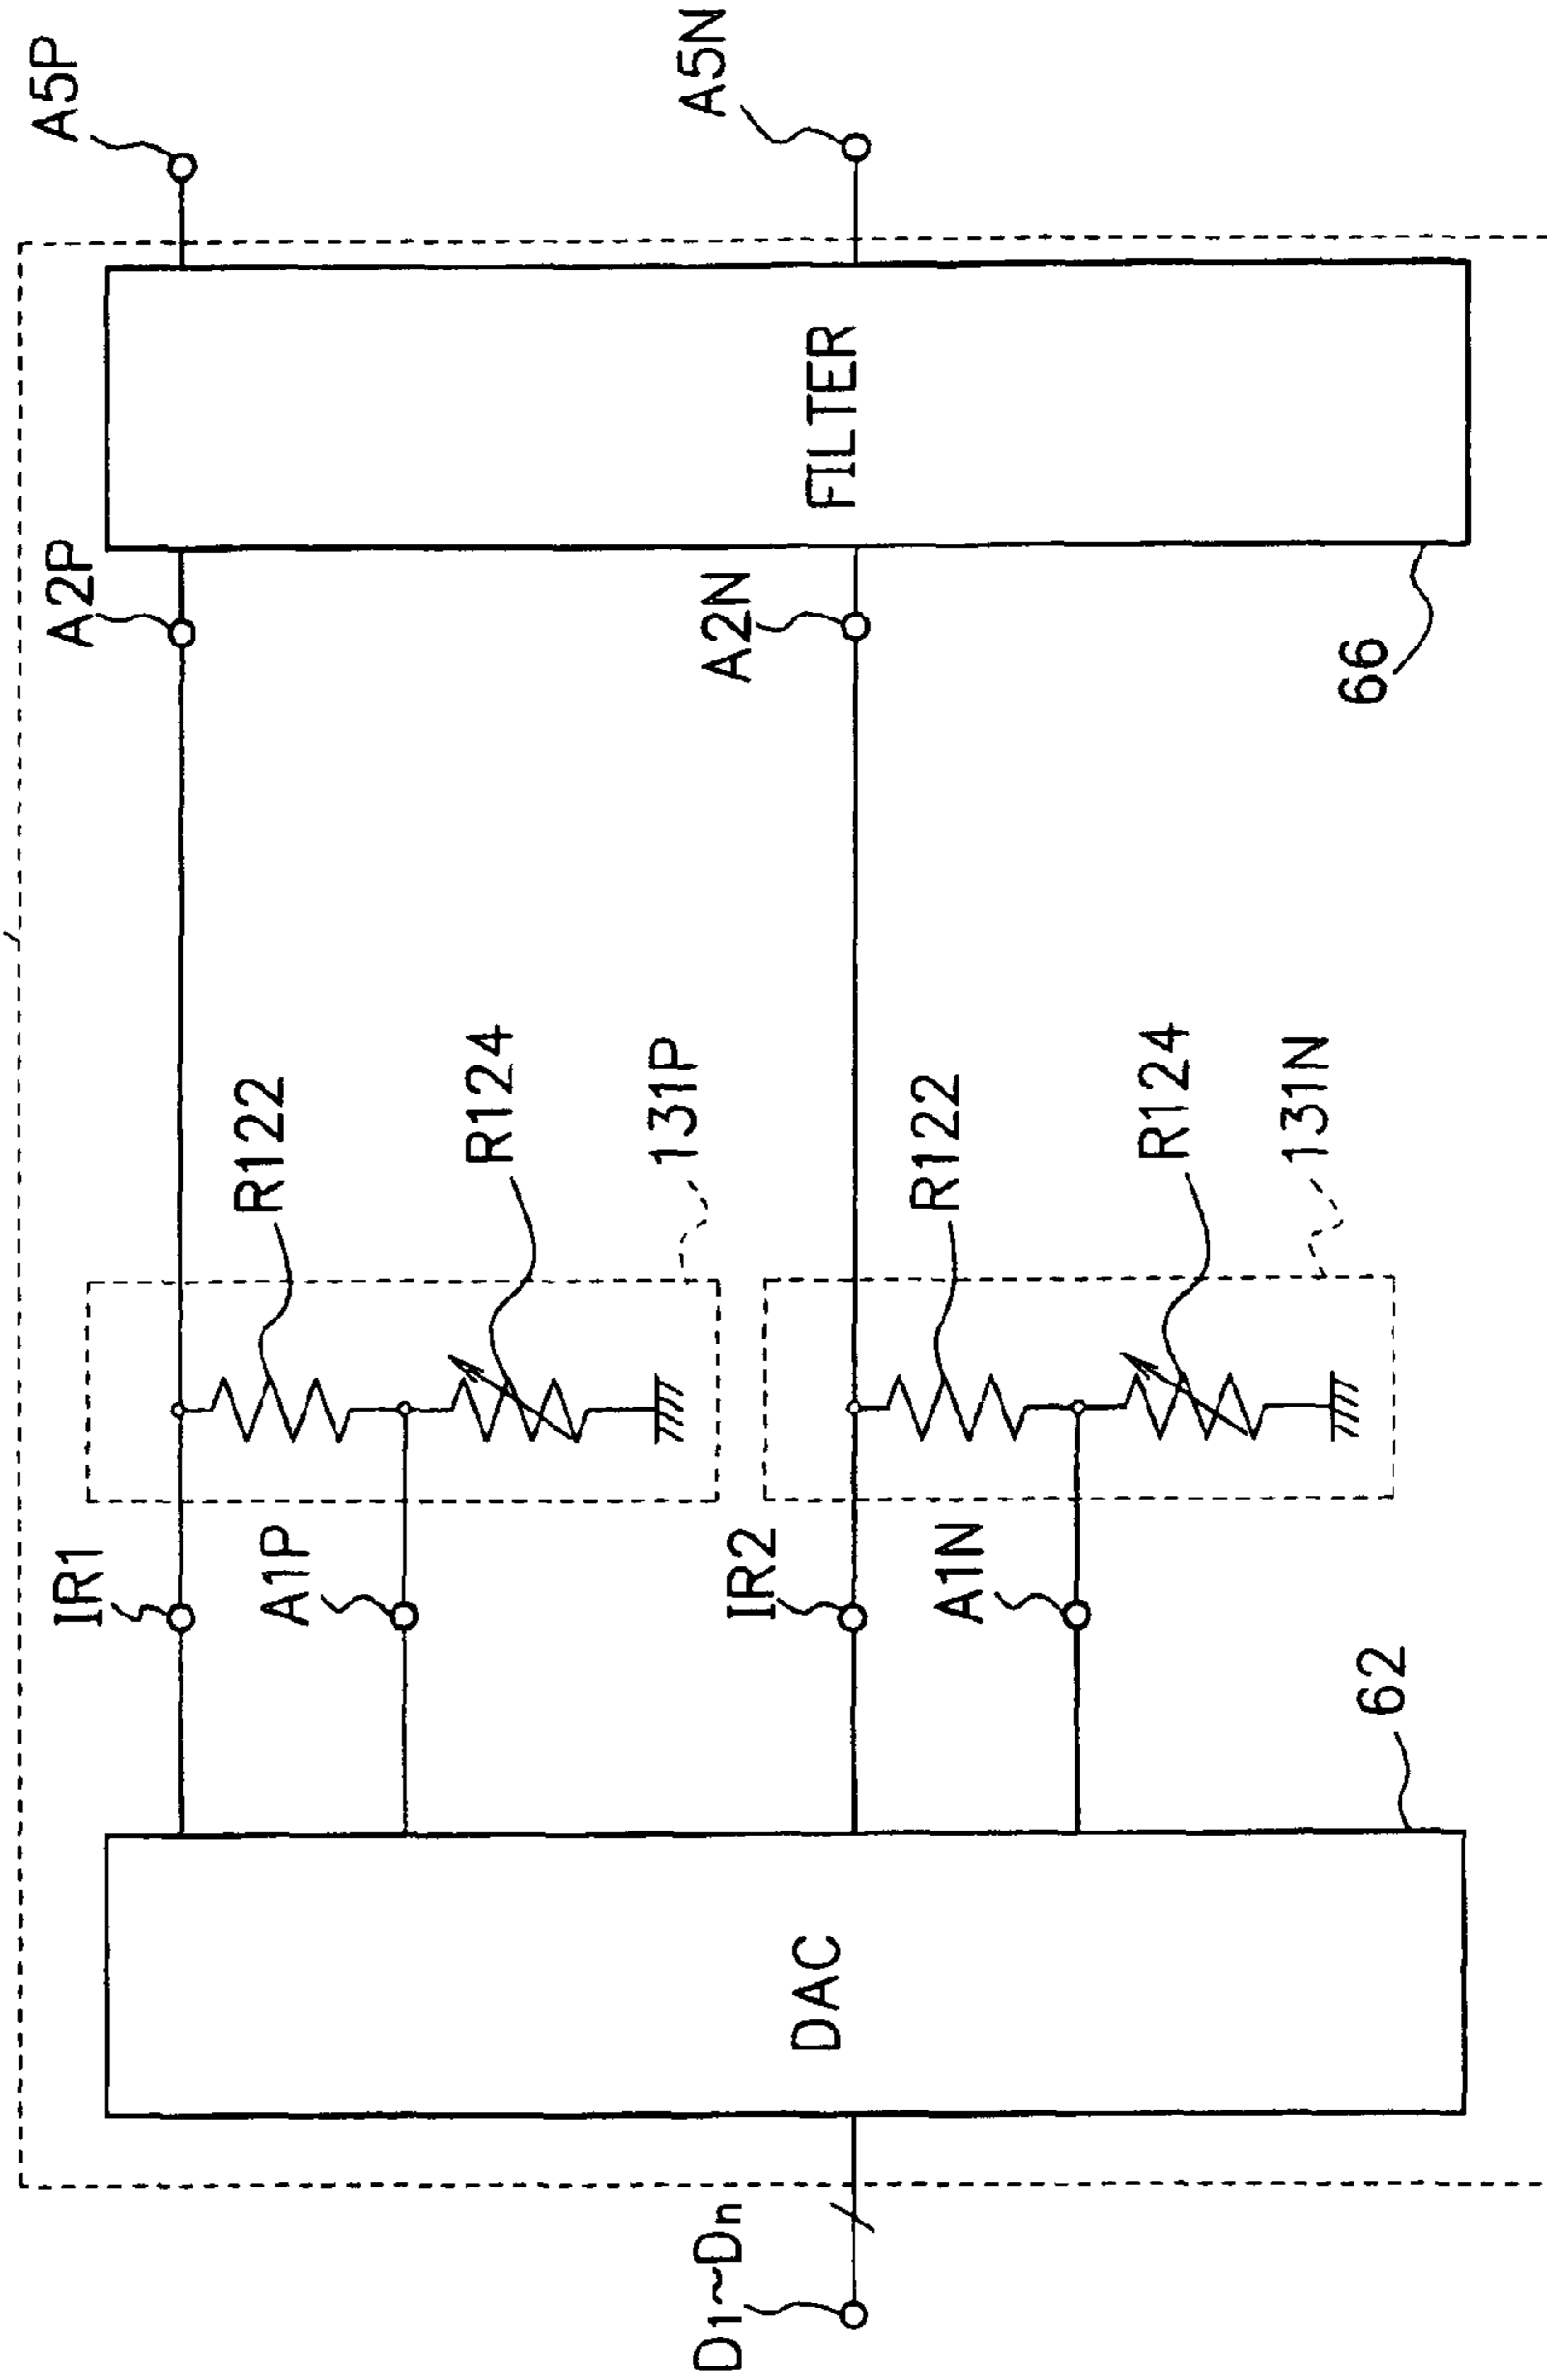 A5P
A5N
A2P
FILTER
A2N
66
R122
R124
131P
R122
R124
131N
IR1
A1P
IR2
A1N
62
DAC
D1~Dn